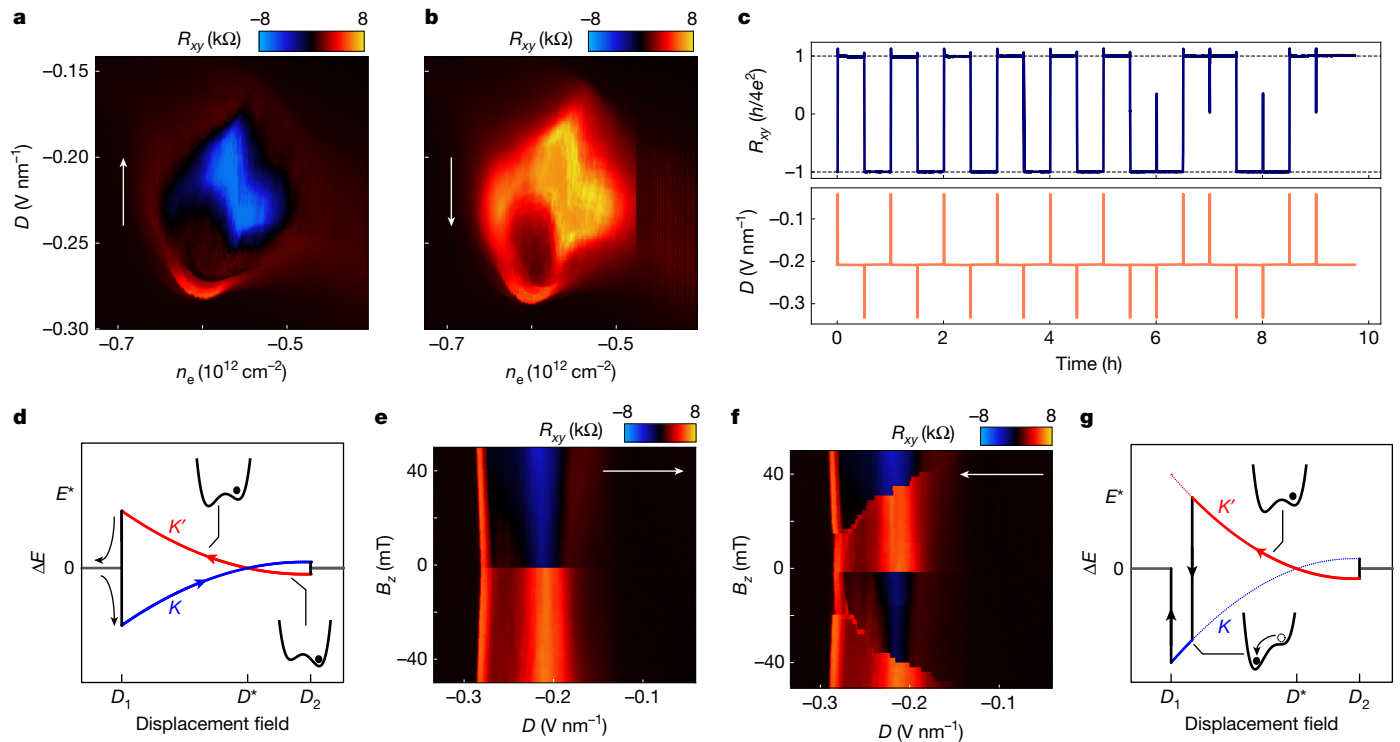 a
−8 8
R_xy (kΩ)
−0.15
−0.20
−0.25
−0.30
D (V nm⁻¹)
−0.7 −0.5
nₑ (10¹² cm⁻²)
b
−8 8
R_xy (kΩ)
−0.7 −0.5
nₑ (10¹² cm⁻²)
c
1
0
−1
R_xy (h/4e²)
−0.1
−0.2
−0.3
D (V nm⁻¹)
0 2 4 6 8 10
Time (h)
d
E*
0
ΔE
K′
K
D₁ D* D₂
Displacement field
e
−8 8
R_xy (kΩ)
40
0
−40
B_z (mT)
−0.3 −0.2 −0.1
D (V nm⁻¹)
f
−8 8
R_xy (kΩ)
40
0
−40
B_z (mT)
−0.3 −0.2 −0.1
D (V nm⁻¹)
g
E*
0
ΔE
K′
K
D₁ D* D₂
Displacement field